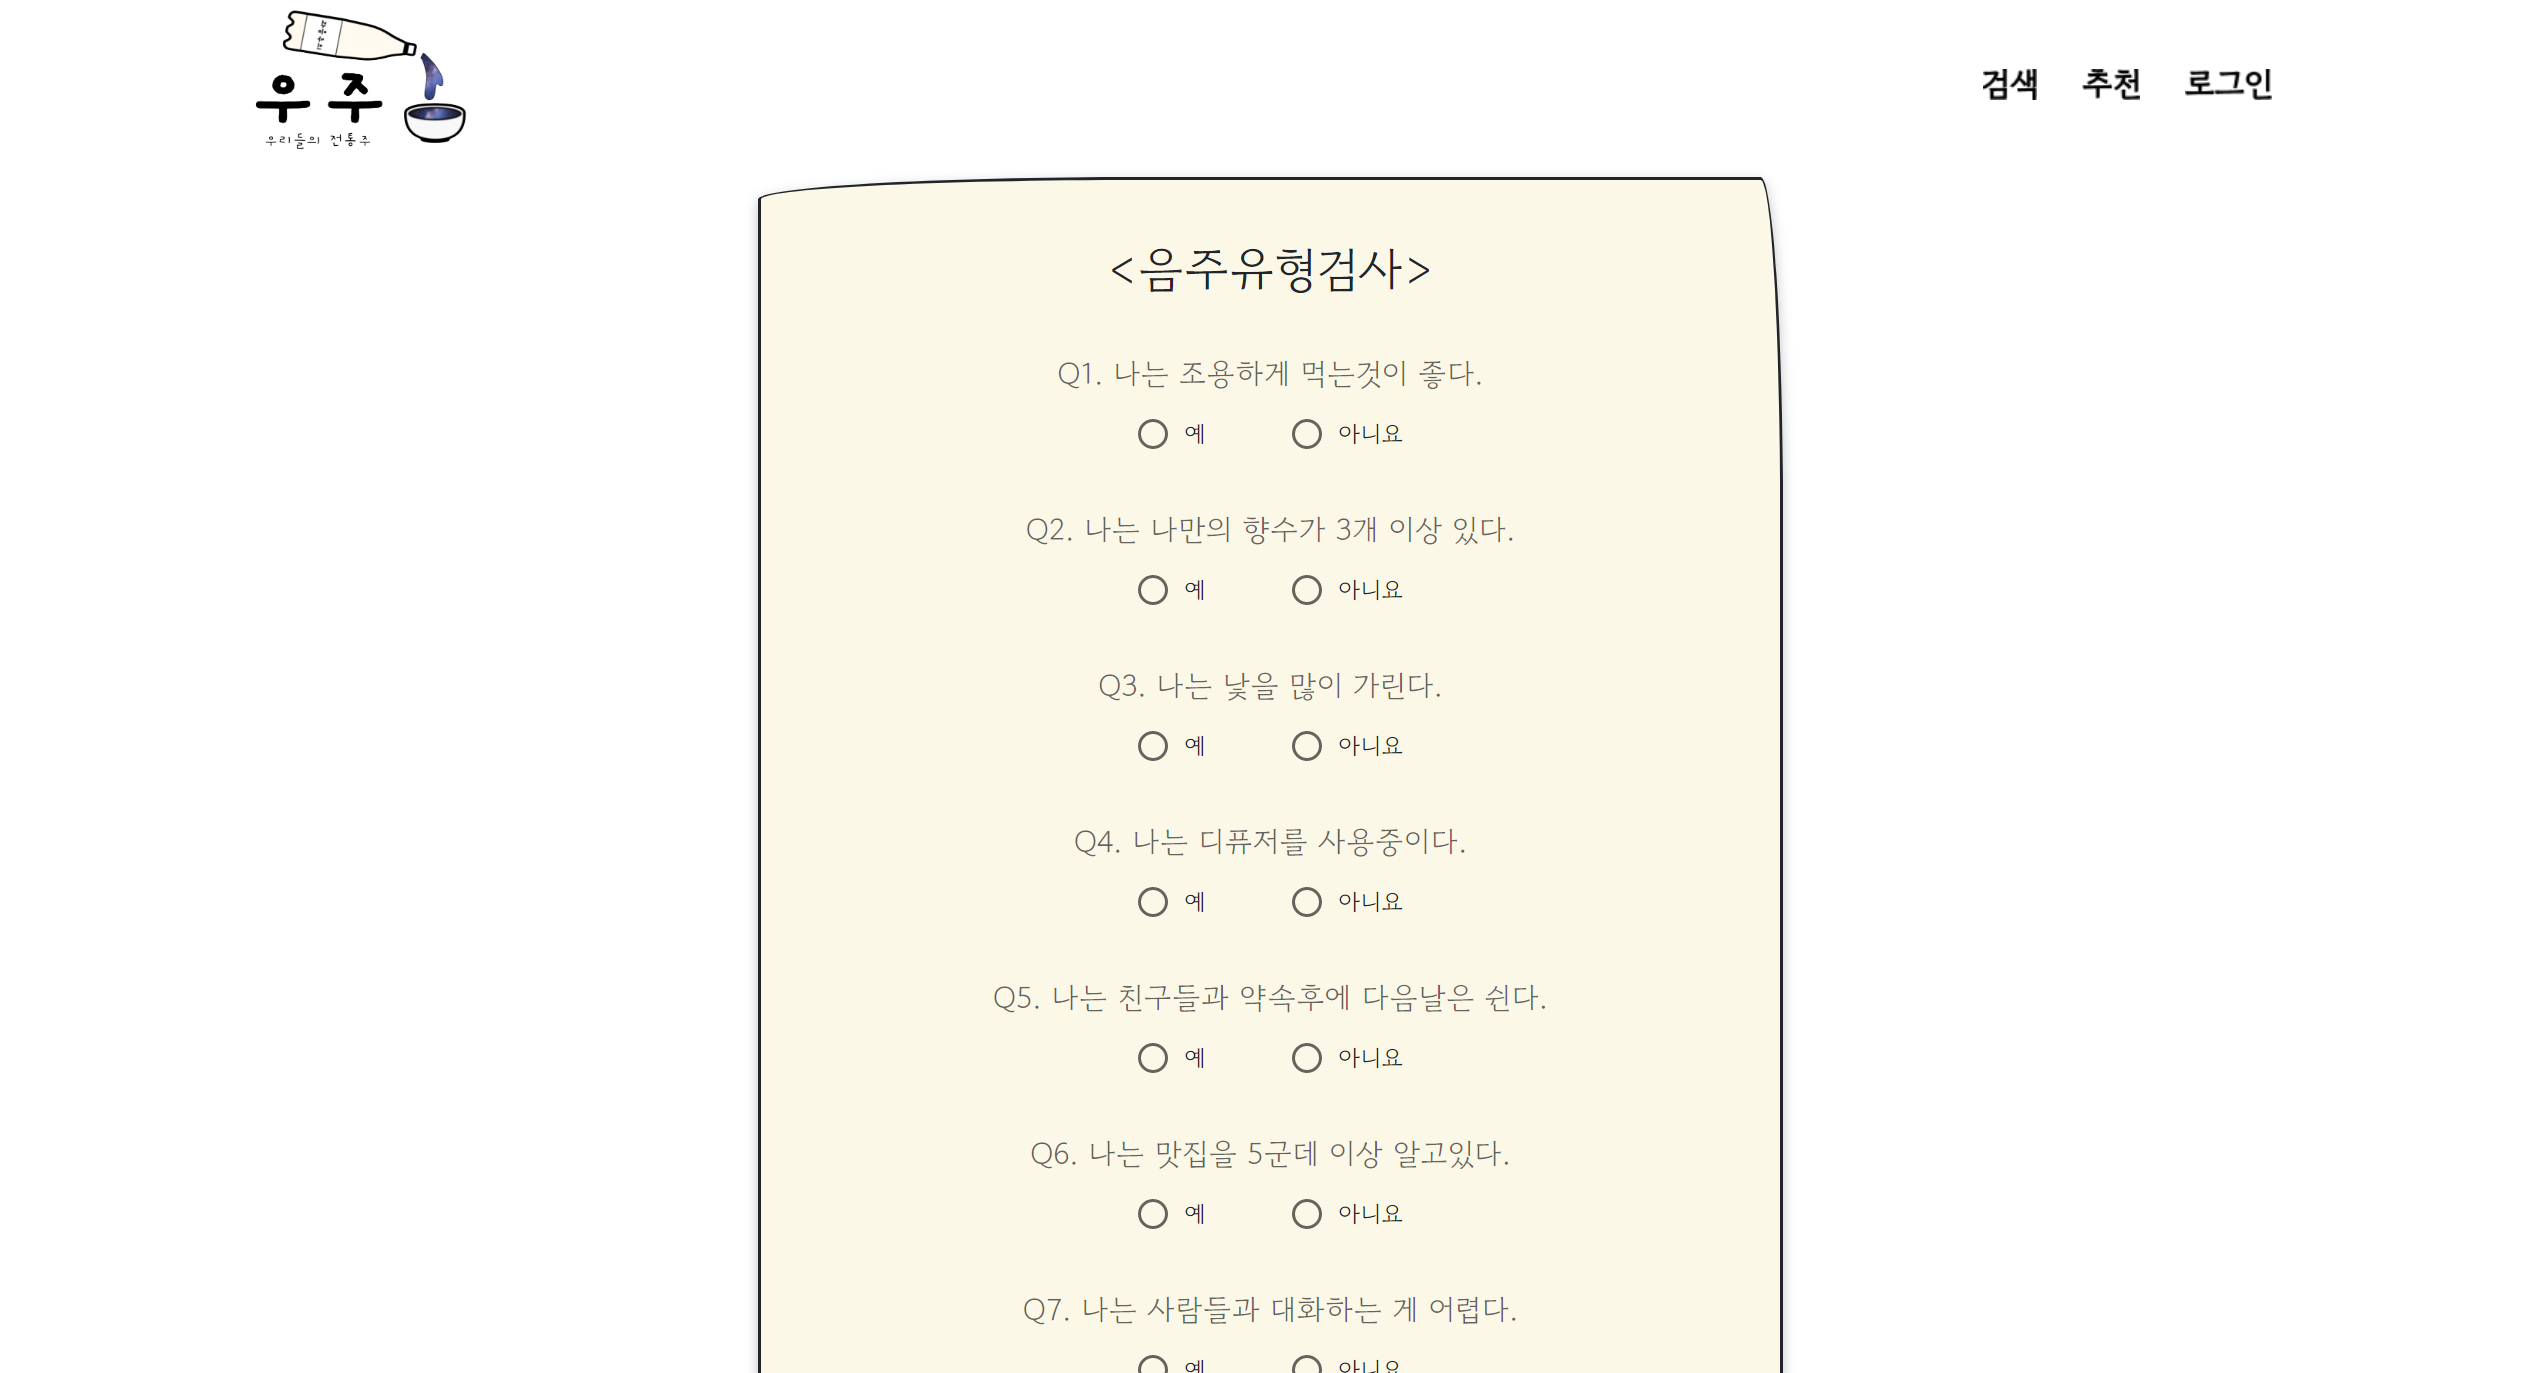 우 주
우리들의 전통주
검색 추천 로그인
<음주유형검사>
Q1. 나는 조용하게 먹는것이 좋다.
예 아니요
Q2. 나는 나만의 향수가 3개 이상 있다.
예 아니요
Q3. 나는 낯을 많이 가린다.
예 아니요
Q4. 나는 디퓨저를 사용중이다.
예 아니요
Q5. 나는 친구들과 약속후에 다음날은 쉰다.
예 아니요
Q6. 나는 맛집을 5군데 이상 알고있다.
예 아니요
Q7. 나는 사람들과 대화하는 게 어렵다.
예 아니요